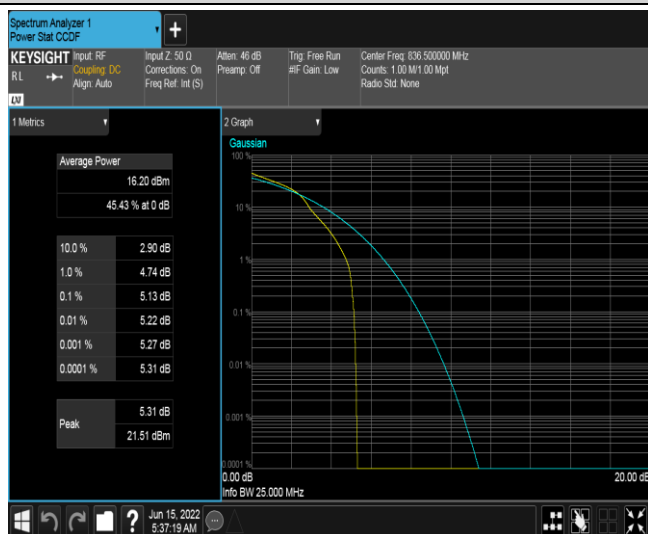 Spectrum Analyzer 1
Power Stat CCDF
+
KEYSIGHT
RL
LXI
Input: RF
Coupling: DC
Align: Auto
Input Z: 50 Ω
Corrections: On
Freq Ref: Int (S)
Atten: 46 dB
Preamp: Off
Trig: Free Run
#IF Gain: Low
Center Freq: 836.500000 MHz
Counts: 1.00 M/1.00 Mpt
Radio Std: None
1 Metrics
Average Power
16.20 dBm
45.43 % at 0 dB
10.0 % 2.90 dB
1.0 % 4.74 dB
0.1 % 5.13 dB
0.01 % 5.22 dB
0.001 % 5.27 dB
0.0001 % 5.31 dB
Peak
5.31 dB
21.51 dBm
2 Graph
Gaussian
100 %
10 %
1 %
0.1 %
0.01 %
0.001 %
0.0001 %
0.00 dB 20.00 dB
Info BW 25.000 MHz
?
Jun 15, 2022
5:37:19 AM